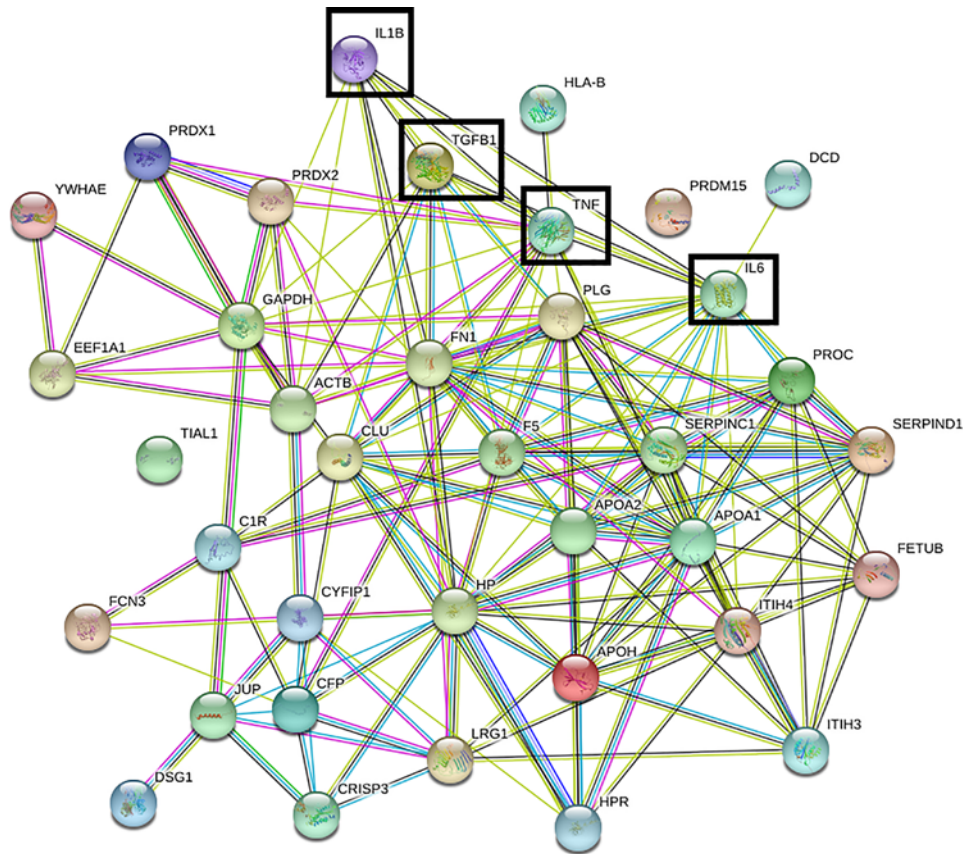 IL1B
HLA-B
PRDX1
TGFB1
DCD
PRDX2
YWHAE
PRDM15
TNF
IL6
PLG
GAPDH
FN1
PROC
EEF1A1
ACTB
SERPINC1
SERPIND1
F5
CLU
TIAL1
APOA2
APOA1
C1R
FETUB
HP
CYFIP1
FCN3
ITIH4
APOH
JUP
CFP
ITIH3
LRG1
DSG1
CRISP3
HPR